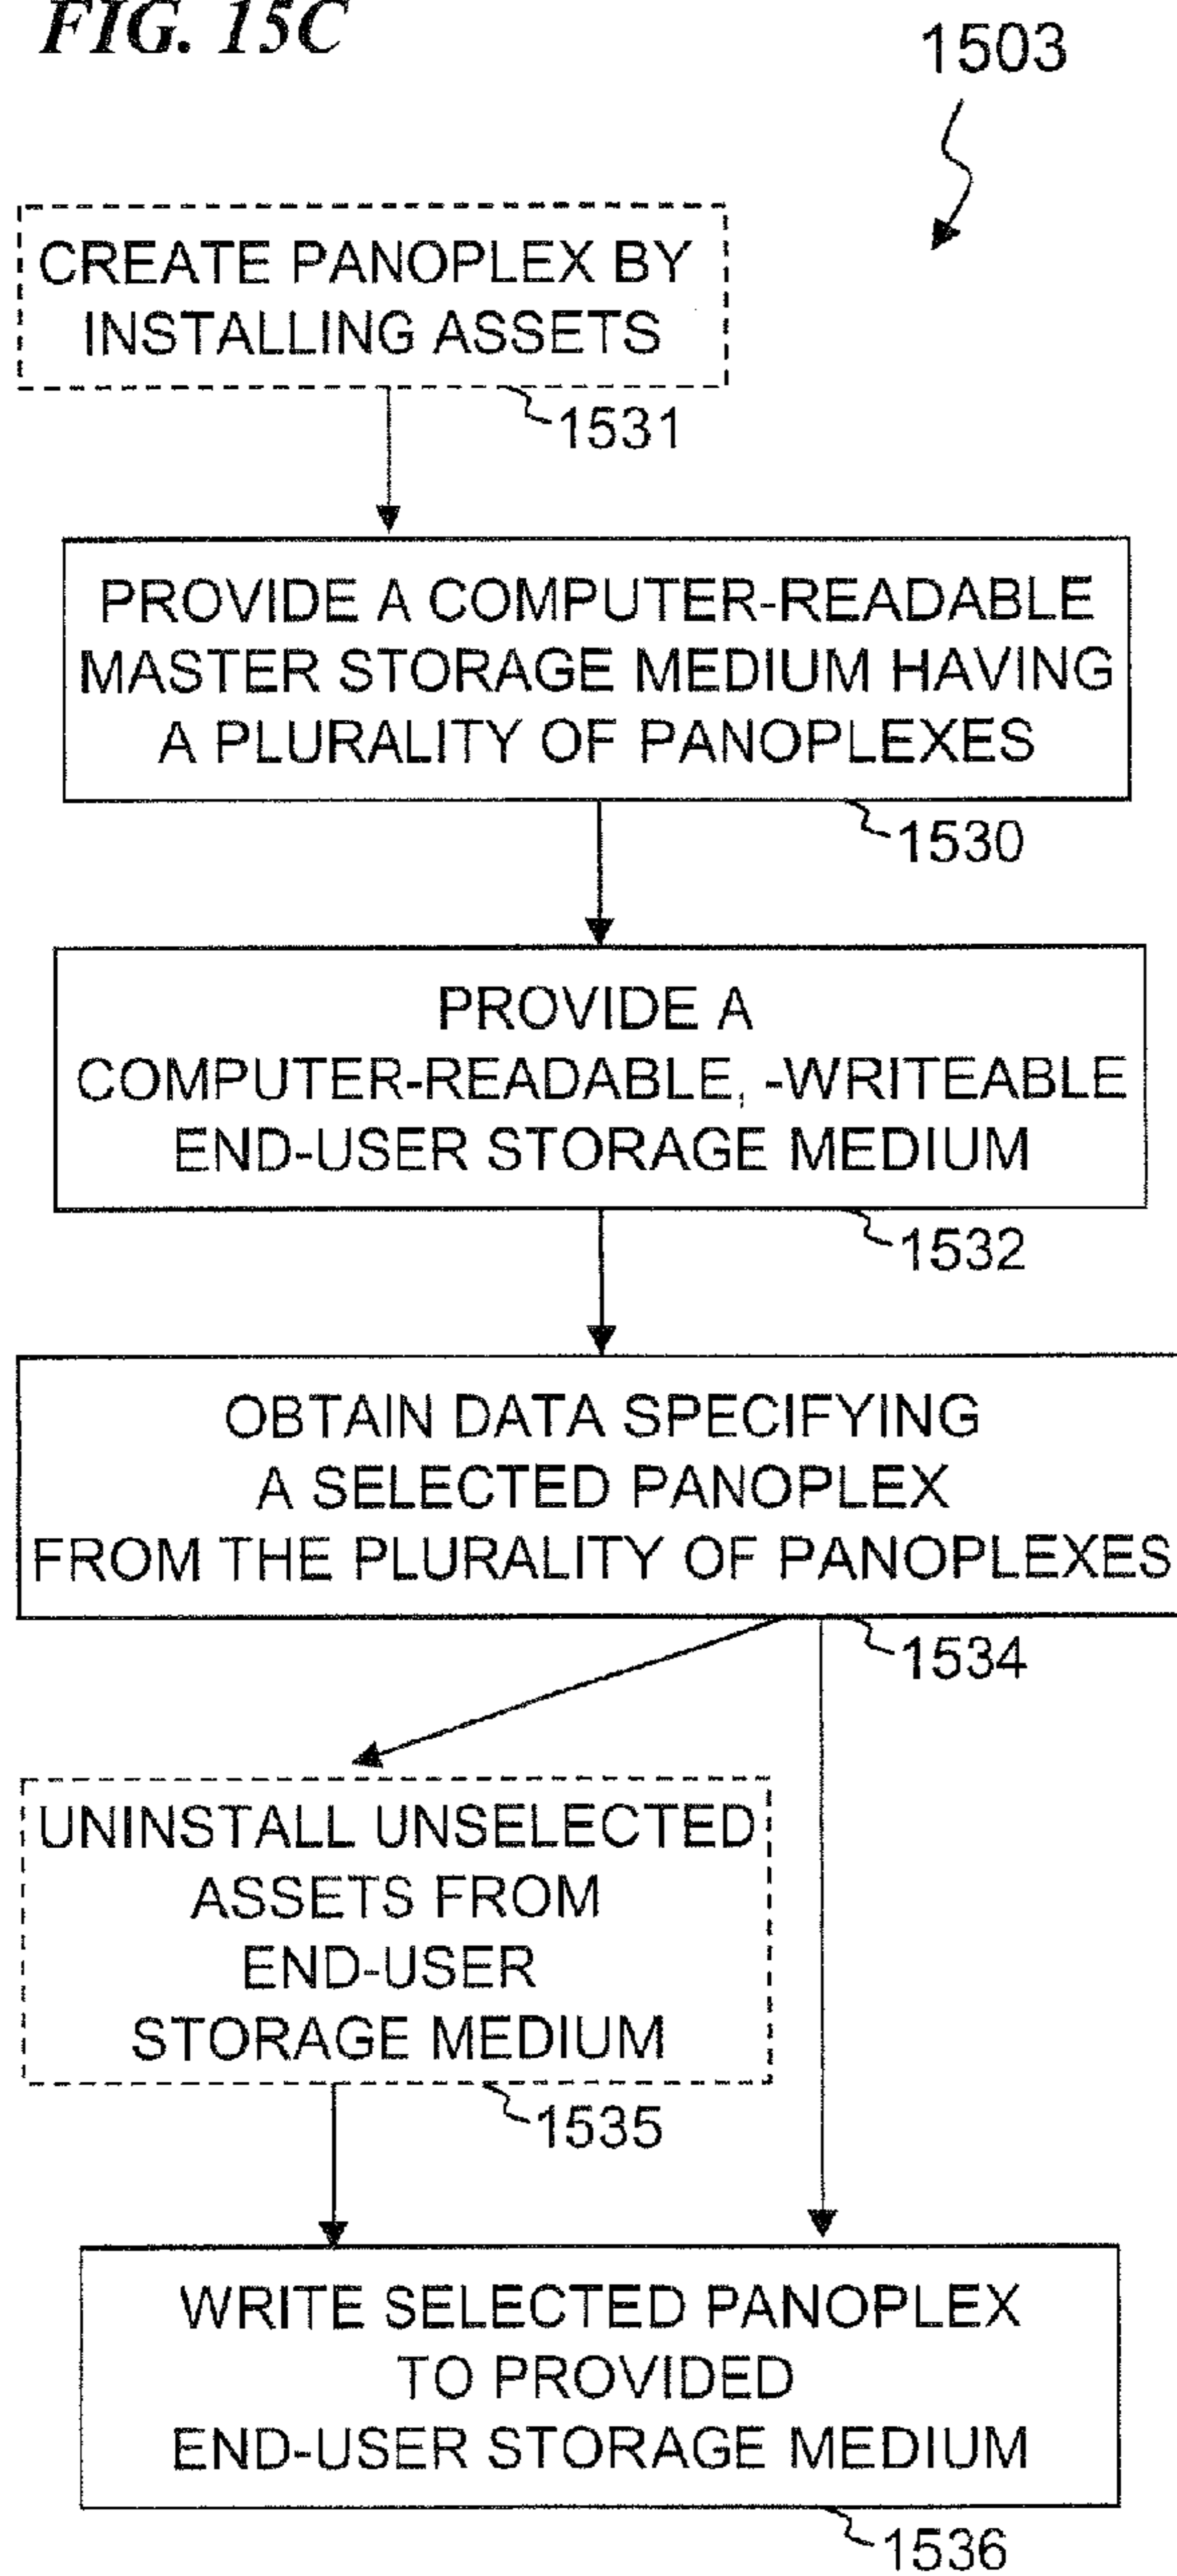 FIG. 15C
1503
CREATE PANOPLEX BY
INSTALLING ASSETS
1531
PROVIDE A COMPUTER-READABLE
MASTER STORAGE MEDIUM HAVING
A PLURALITY OF PANOPLEXES
1530
PROVIDE A
COMPUTER-READABLE, -WRITEABLE
END-USER STORAGE MEDIUM
1532
OBTAIN DATA SPECIFYING
A SELECTED PANOPLEX
FROM THE PLURALITY OF PANOPLEXES
1534
UNINSTALL UNSELECTED
ASSETS FROM
END-USER
STORAGE MEDIUM
1535
WRITE SELECTED PANOPLEX
TO PROVIDED
END-USER STORAGE MEDIUM
1536